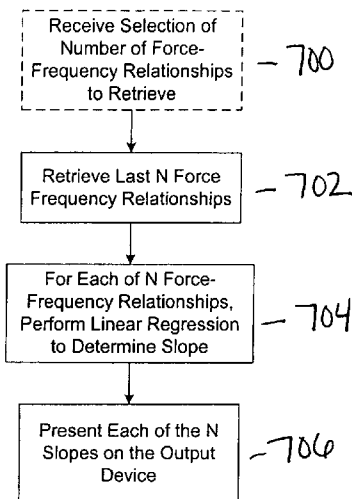 Receive Selection of
Number of Force-
Frequency Relationships
to Retrieve
- 700
Retrieve Last N Force
Frequency Relationships
- 702
For Each of N Force-
Frequency Relationships,
Perform Linear Regression
to Determine Slope
- 704
Present Each of the N
Slopes on the Output
Device
- 706